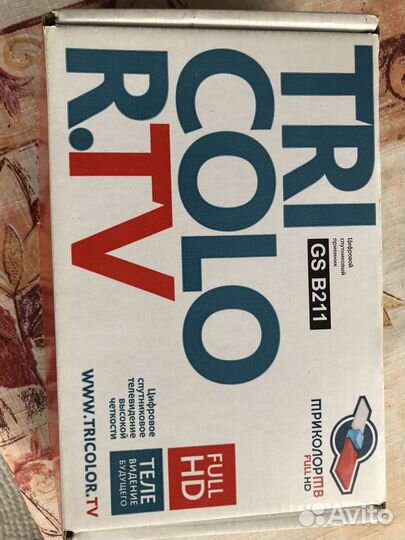 TRI
COLO
R.TV
Цифровой
спутниковый
приемник
GS B211
ТРИКОЛОР ТВ
FULL HD
Цифровое
спутниковое
телевидение
высокой
четкости
WWW.TRICOLOR.TV
FULL
HD
ТЕЛЕ
ВИДЕНИЕ
БУДУЩЕГО
Avito